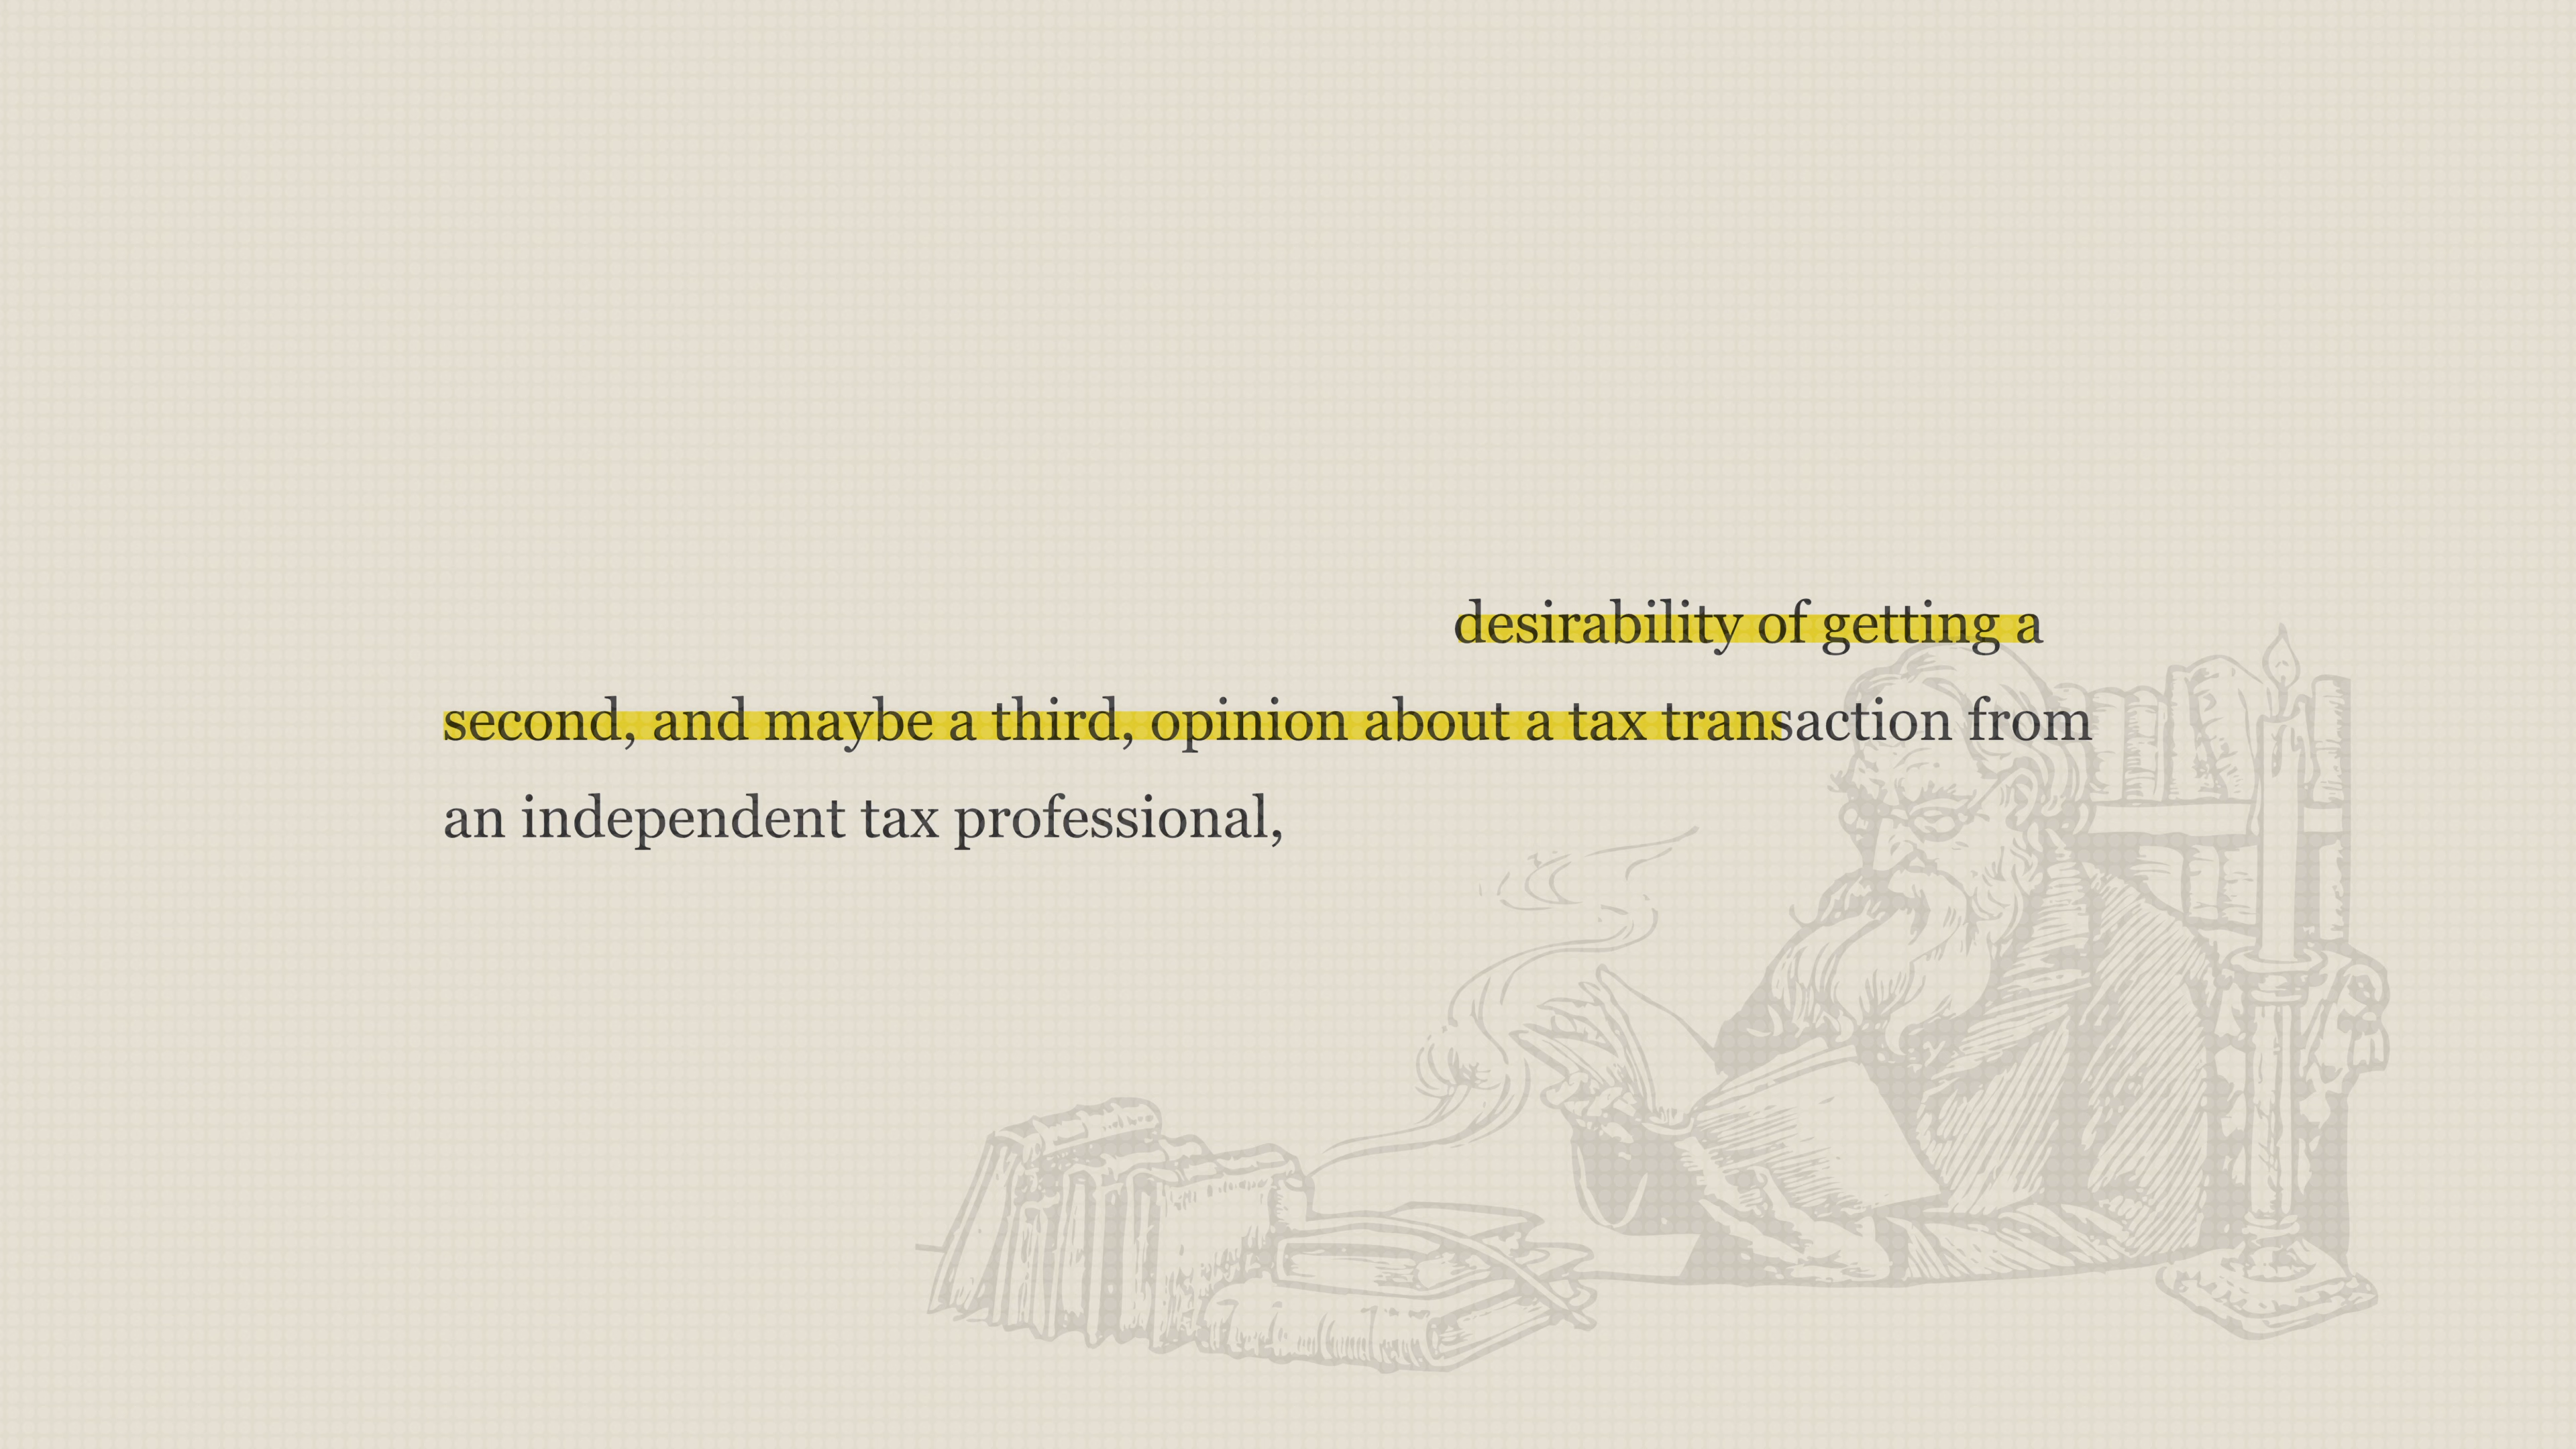 desirability of getting a
second, and maybe a third, opinion about a tax transaction from
an independent tax professional,